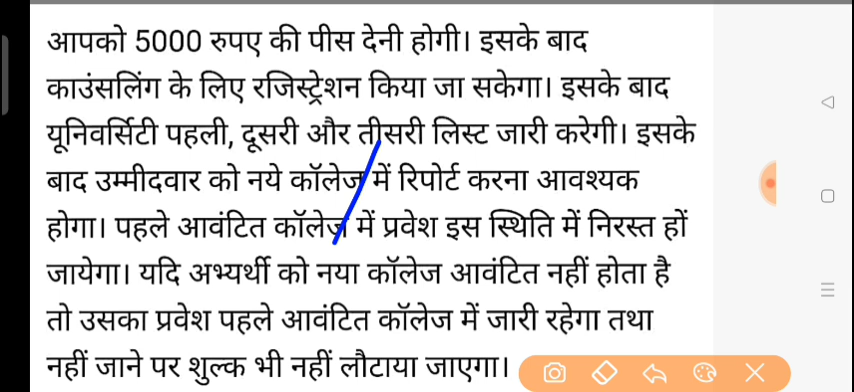 आपको 5000 रुपए की पीस देनी होगी। इसके बाद
काउंसलिंग के लिए रजिस्ट्रेशन किया जा सकेगा। इसके बाद
यूनिवर्सिटी पहली, दूसरी और तीसरी लिस्ट जारी करेगी। इसके
बाद उम्मीदवार को नये कॉलेज में रिपोर्ट करना आवश्यक
होगा। पहले आवंटित कॉलेज में प्रवेश इस स्थिति में निरस्त हों
जायेगा। यदि अभ्यर्थी को नया कॉलेज आवंटित नहीं होता है
तो उसका प्रवेश पहले आवंटित कॉलेज में जारी रहेगा तथा
नहीं जाने पर शुल्क भी नहीं लौटाया जाएगा।